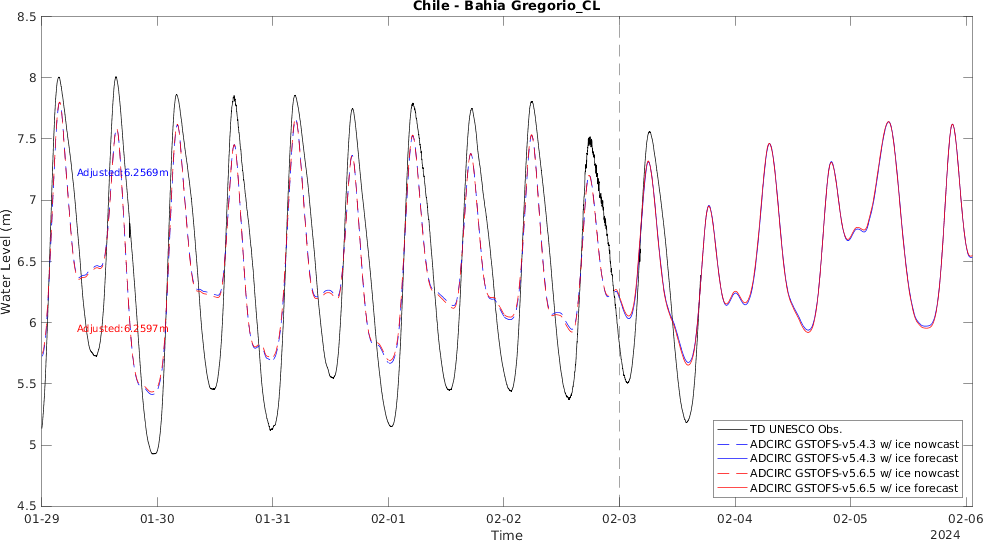 Chile - Bahia Gregorio_CL
8.5
8
7.5
7
6.5
6
5.5
5
4.5
Water Level (m)
Adjusted:6.2569m
Adjusted:6.2597m
TD UNESCO Obs.
ADCIRC GSTOFS-v5.4.3 w/ ice nowcast
ADCIRC GSTOFS-v5.4.3 w/ ice forecast
ADCIRC GSTOFS-v5.6.5 w/ ice nowcast
ADCIRC GSTOFS-v5.6.5 w/ ice forecast
01-29 01-30 01-31 02-01 02-02 02-03 02-04 02-05 02-06
Time
2024